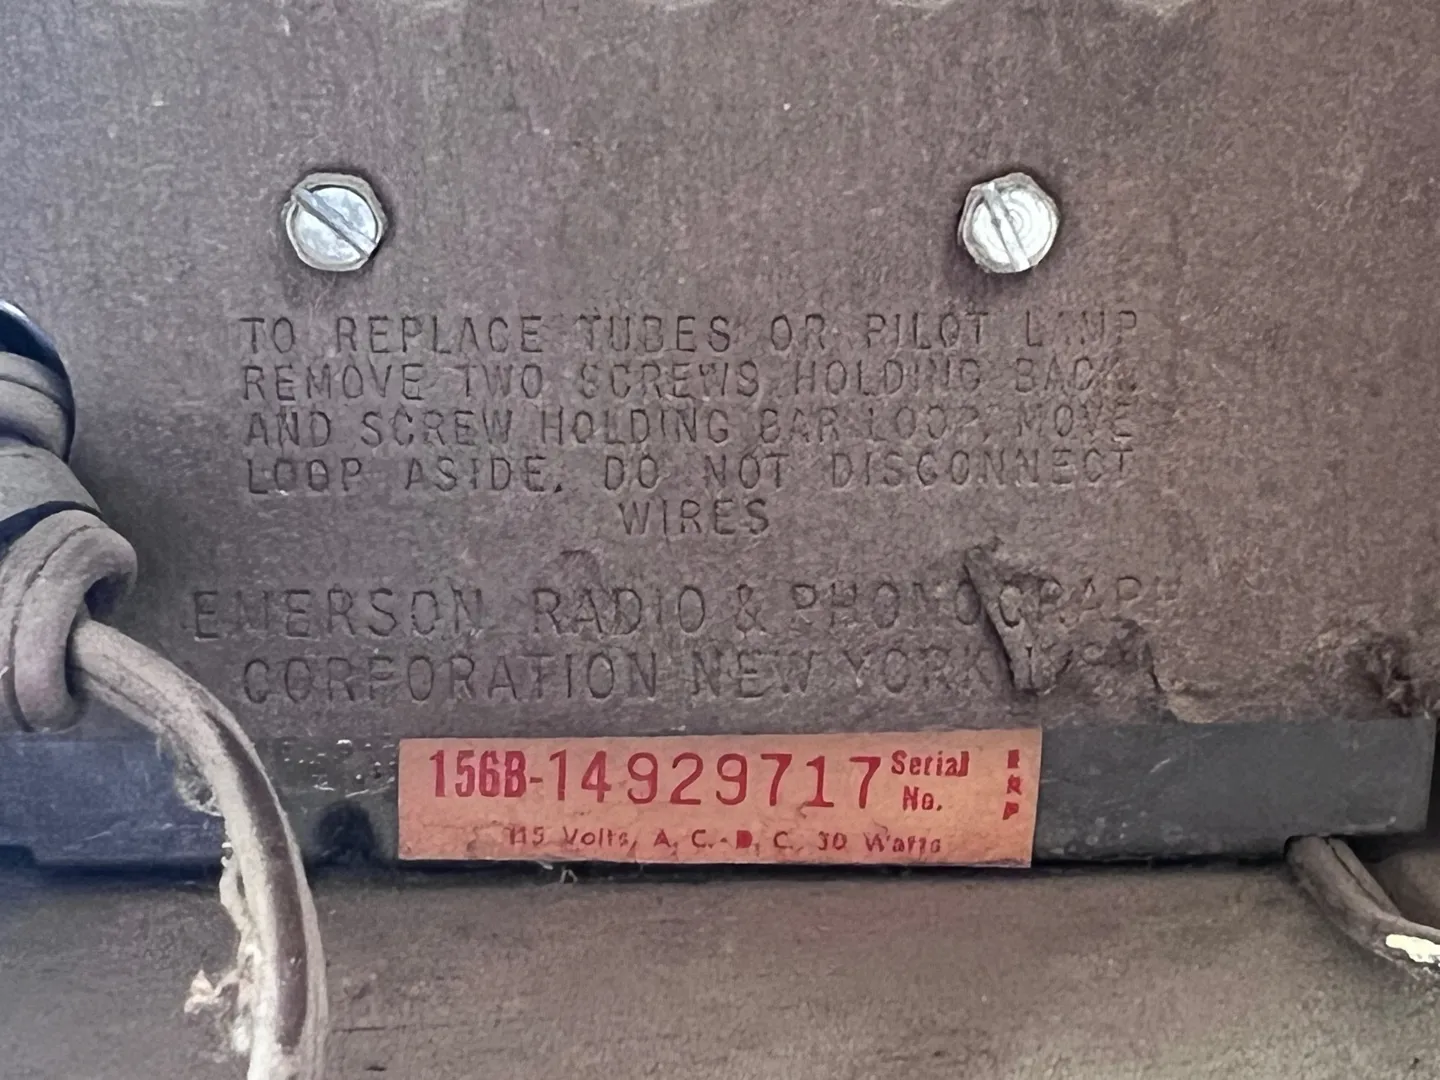 TO REPLACE TUBES OR PILOT LAMP
REMOVE TWO SCREWS HOLDING BACK,
AND SCREW HOLDING BAR LOOP, MOVE
LOOP ASIDE. DO NOT DISCONNECT
WIRES
EMERSON RADIO & PHONOGRAPH
CORPORATION NEW YORK
156B-14929717 Serial No.
115 Volts, A. C.-D. C. 30 Watts